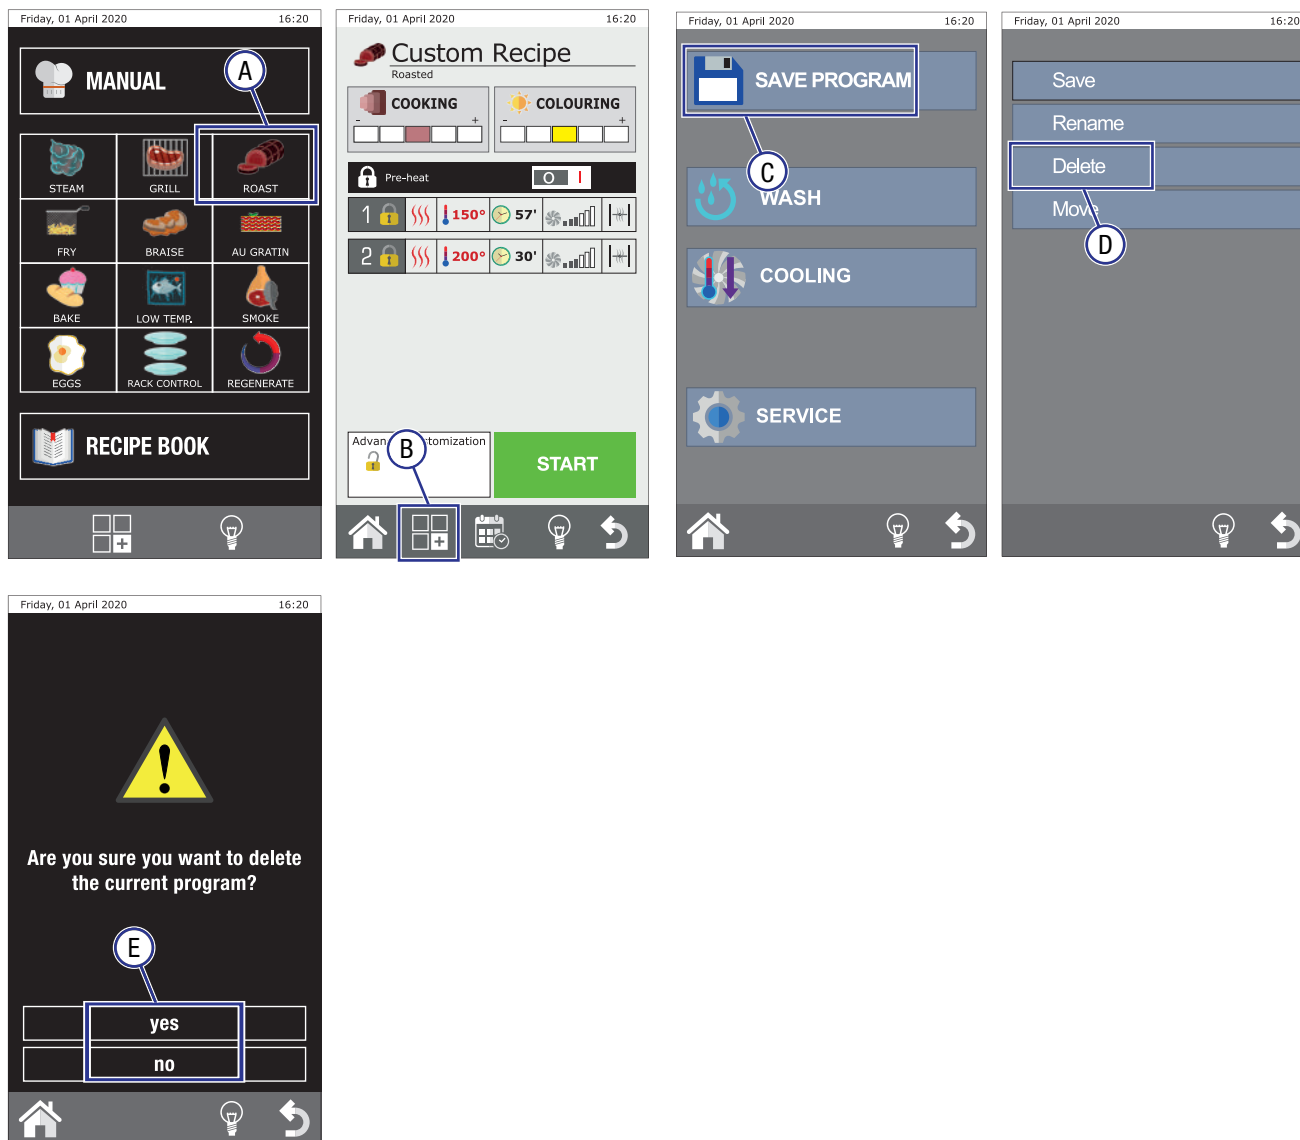 Friday, 01 April 2020 16:20
MANUAL
A
STEAM GRILL ROAST
FRY BRAISE AU GRATIN
BAKE LOW TEMP. SMOKE
EGGS RACK CONTROL REGENERATE
RECIPE BOOK
Friday, 01 April 2020 16:20
Custom Recipe
Roasted
COOKING COLOURING
- + - +
Pre-heat O I
1 150° 57'
2 200° 30'
Advan tomization
B
START
Friday, 01 April 2020 16:20
SAVE PROGRAM
C
WASH
COOLING
SERVICE
Friday, 01 April 2020 16:20
Save
Rename
Delete
Move
D
Friday, 01 April 2020 16:20
!
Are you sure you want to delete
the current program?
E
yes
no